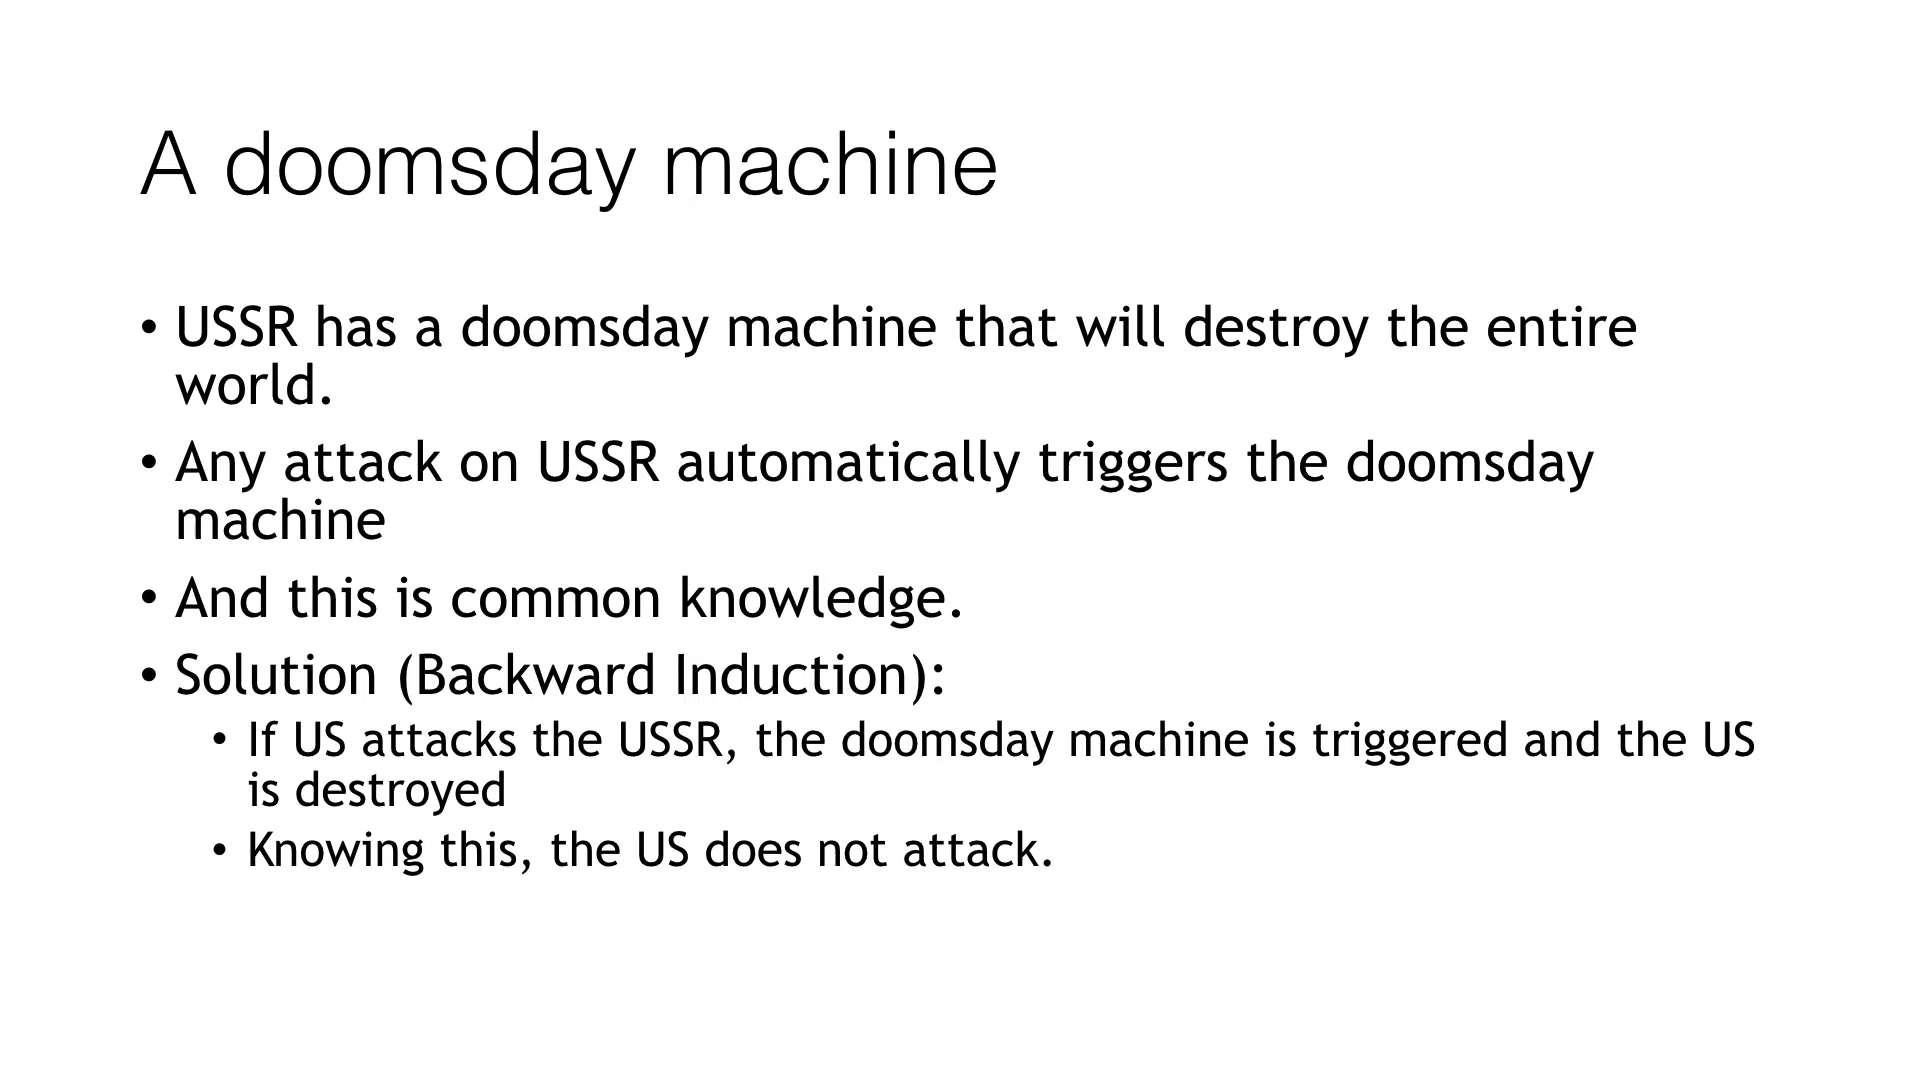 A doomsday machine
• USSR has a doomsday machine that will destroy the entire
world.
• Any attack on USSR automatically triggers the doomsday
machine
• And this is common knowledge.
• Solution (Backward Induction):
• If US attacks the USSR, the doomsday machine is triggered and the US
is destroyed
• Knowing this, the US does not attack.